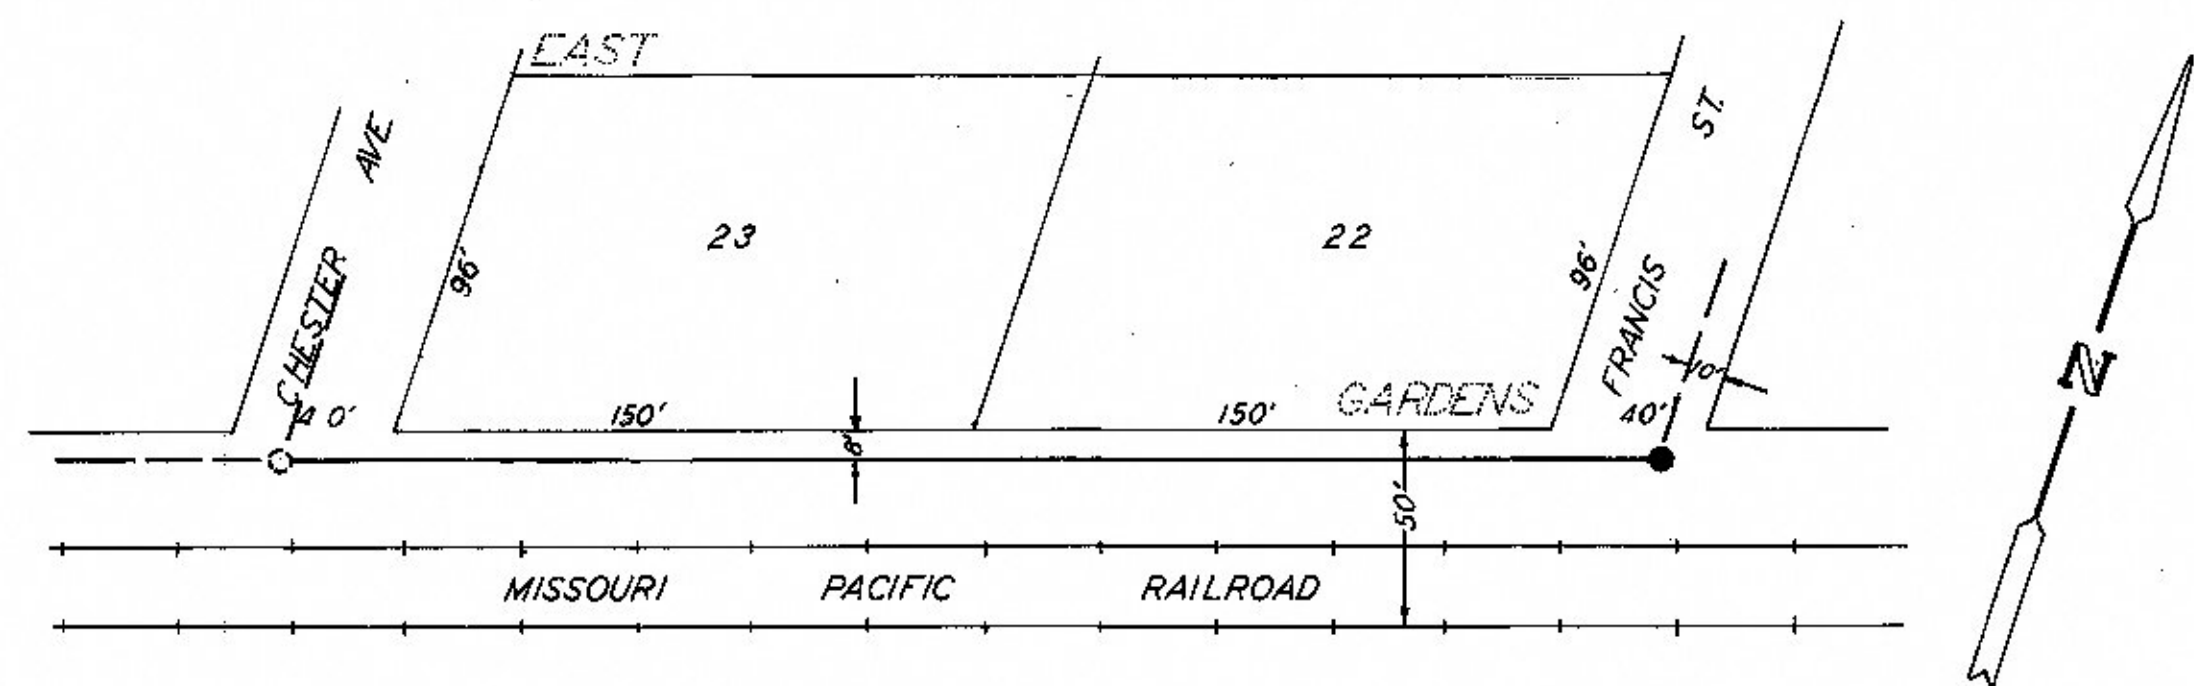 EAST
CHESTER AVE.
FRANCIS ST.
23
22
96'
96'
40'
150'
8'
150'
GARDENS
40'
10'
50'
MISSOURI PACIFIC RAILROAD
N